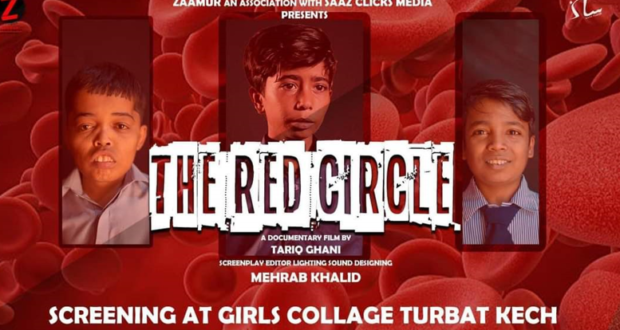 ZAAMUR AN ASSOCIATION WITH SAAZ CLICKS MEDIA
PRESENTS
THE RED CIRCLE
A DOCUMENTARY FILM BY
TARIQ GHANI
SCREENPLAY EDITOR LIGHTING SOUND DESIGNING
MEHRAB KHALID
SCREENING AT GIRLS COLLAGE TURBAT KECH